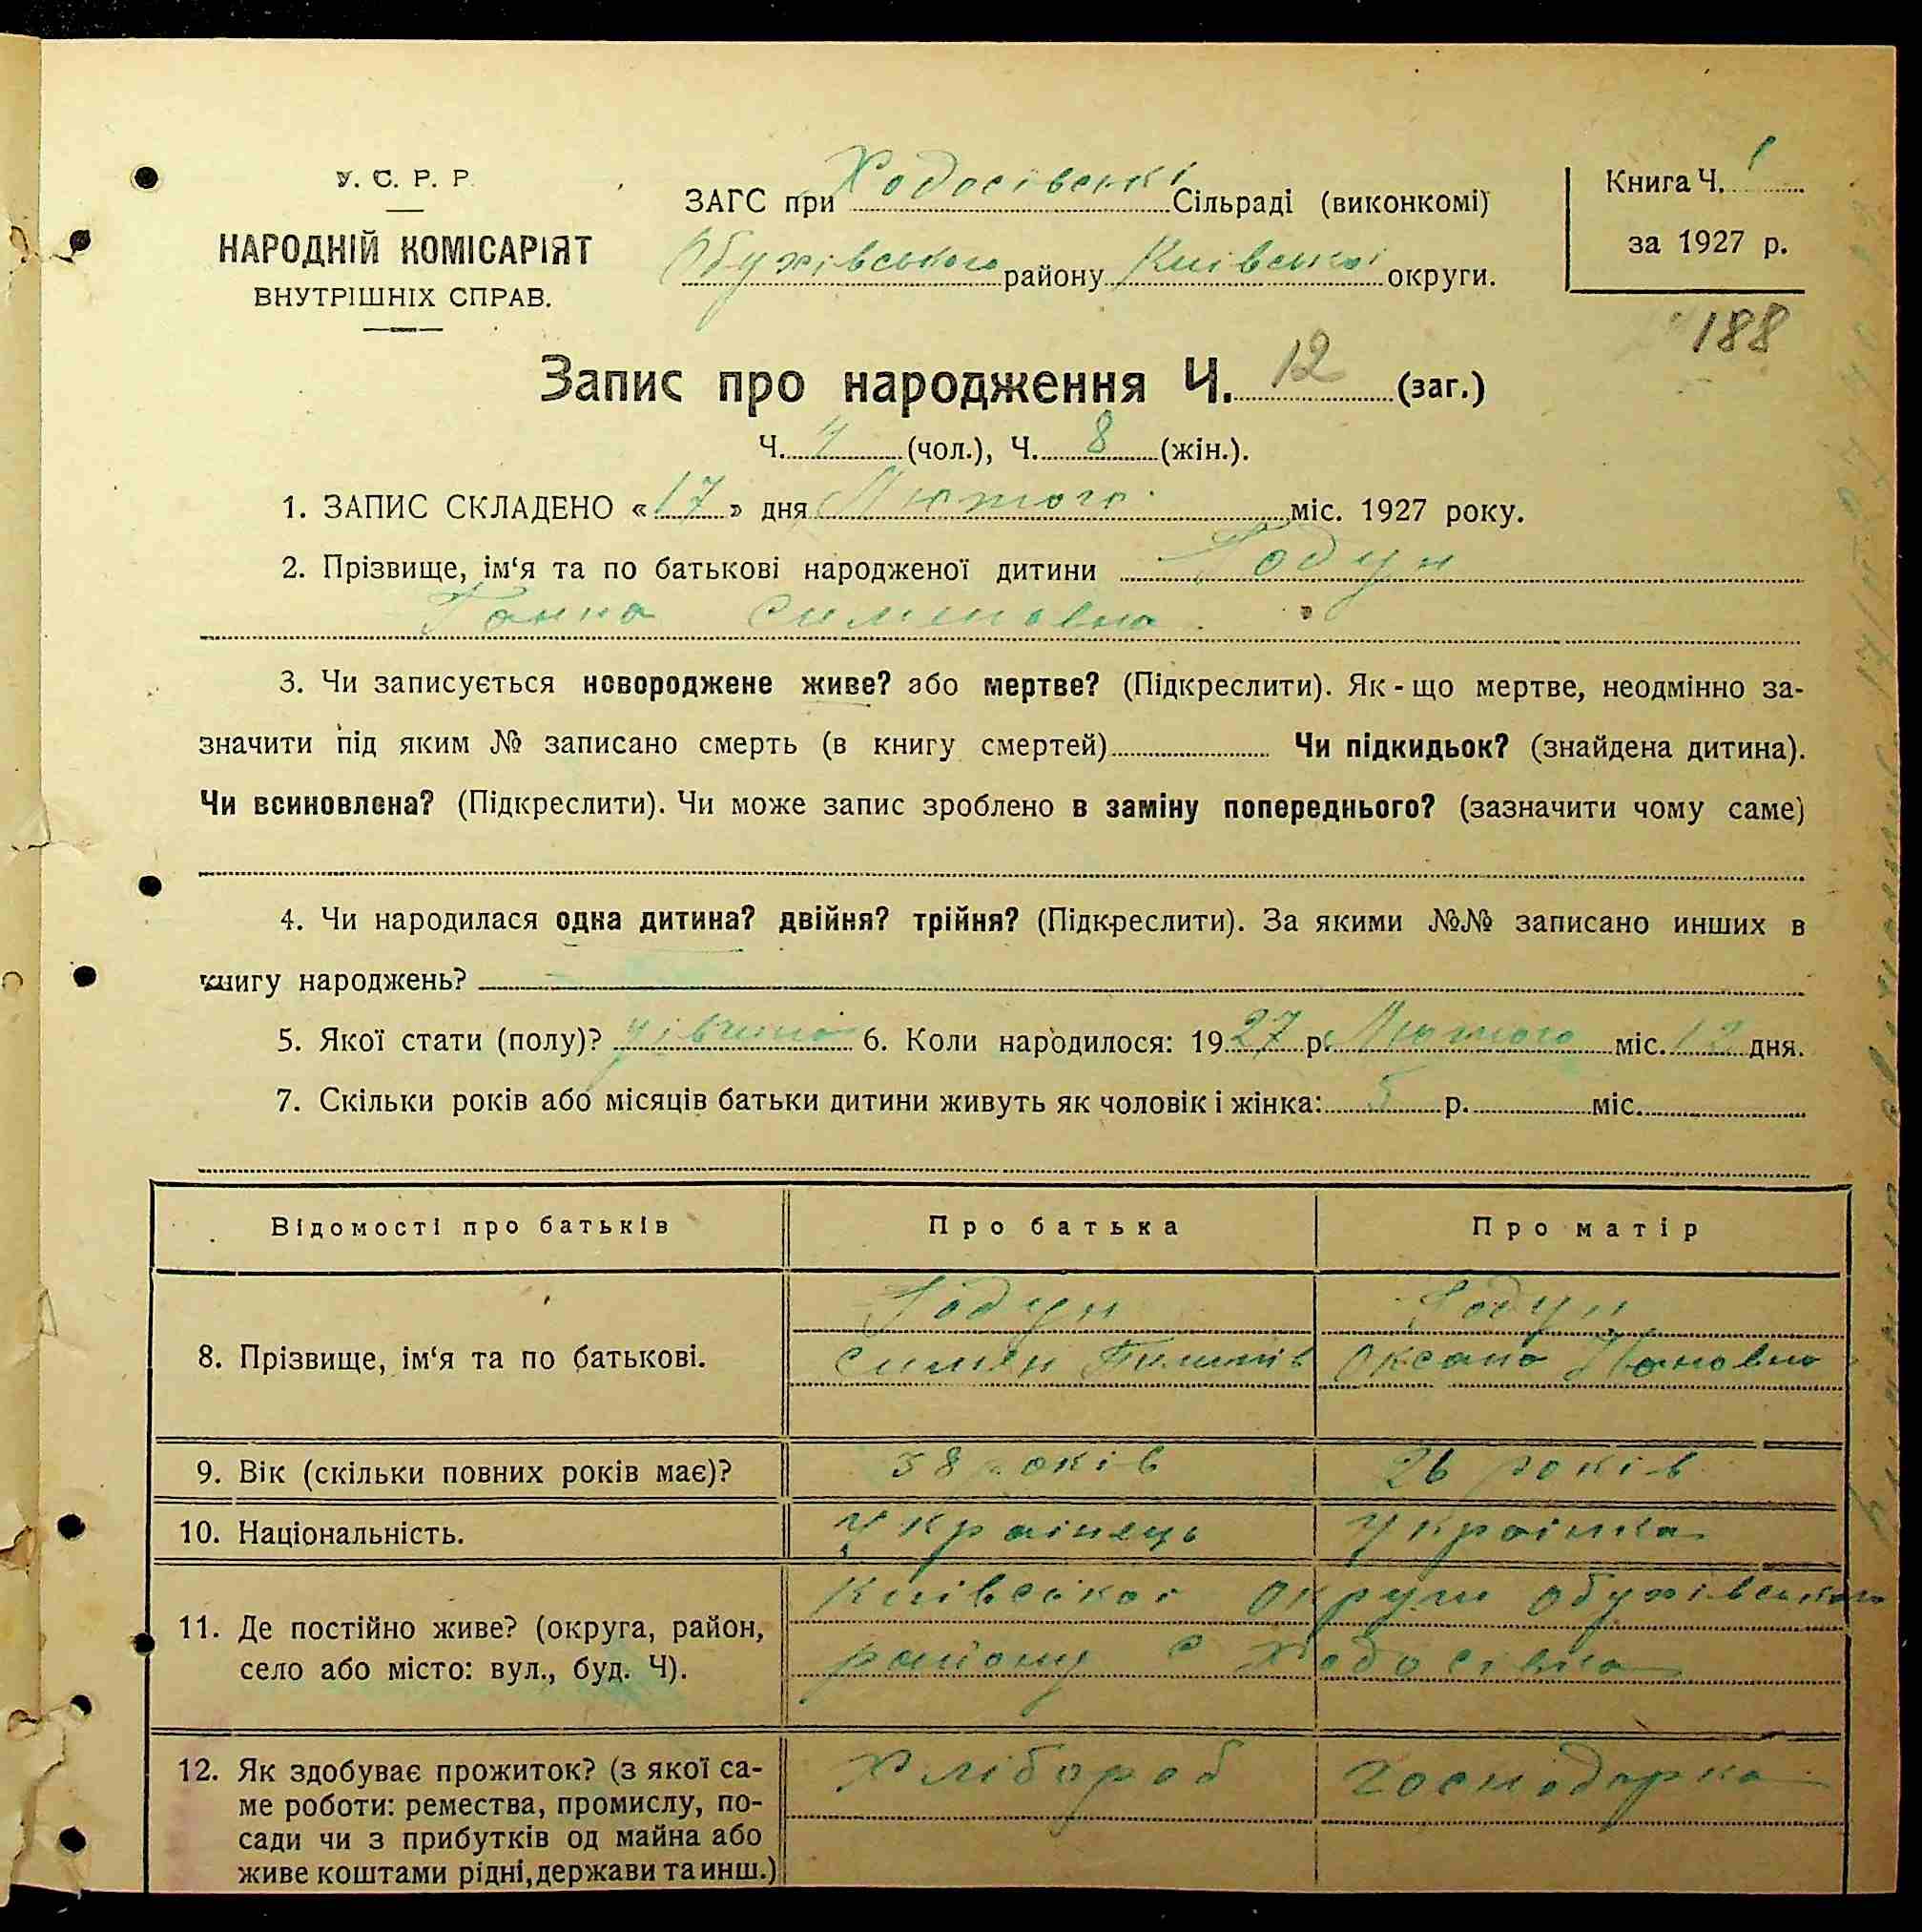 У. С. Р. Р.
НАРОДНІЙ КОМІСАРІЯТ
ВНУТРІШНІХ СПРАВ.
ЗАГС при Ходосівські Сільраді (виконкомі)
Обухівського району Київської округи.
Книга Ч. 1
за 1927 р.
188
Запис про народження Ч. 12 (заг.)
Ч. 4 (чол.), Ч. 8 (жін.).
1. ЗАПИС СКЛАДЕНО «17» дня Лютого міс. 1927 року.
2. Прізвище, ім‘я та по батькові народженої дитини Годун
Ганна Симоновна
3. Чи записується новороджене живе? або мертве? (Підкреслити). Як-що мертве, неодмінно за-
значити під яким № записано смерть (в книгу смертей) Чи підкидьок? (знайдена дитина).
Чи всиновлена? (Підкреслити). Чи може запис зроблено в заміну попереднього? (зазначити чому саме)
4. Чи народилася одна дитина? двійня? трійня? (Підкреслити). За якими №№ записано инших в
книгу народжень?
5. Якої стати (полу)? дівчина 6. Коли народилося: 1927 р. Лютого міс. 12 дня.
7. Скільки років або місяців батьки дитини живуть як чоловік і жінка: 5 р. міс.
Відомості про батьків Про батька Про матір
8. Прізвище, ім‘я та по батькові.
Годун
Симон
Годун
Оксана
9. Вік (скільки повних років має)? 38 років 26 років
10. Національність. Українець Українка
11. Де постійно живе? (округа, район,
село або місто: вул., буд. Ч).
Київської округи Обухівського
району с Ходосівка
12. Як здобуває прожиток? (з якої са-
ме роботи: ремества, промислу, по-
сади чи з прибутків од майна або
живе коштами рідні,держави та инш.)
Хлібороб Господарка